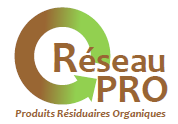 Réseau
PRO
Produits Résiduaires Organiques